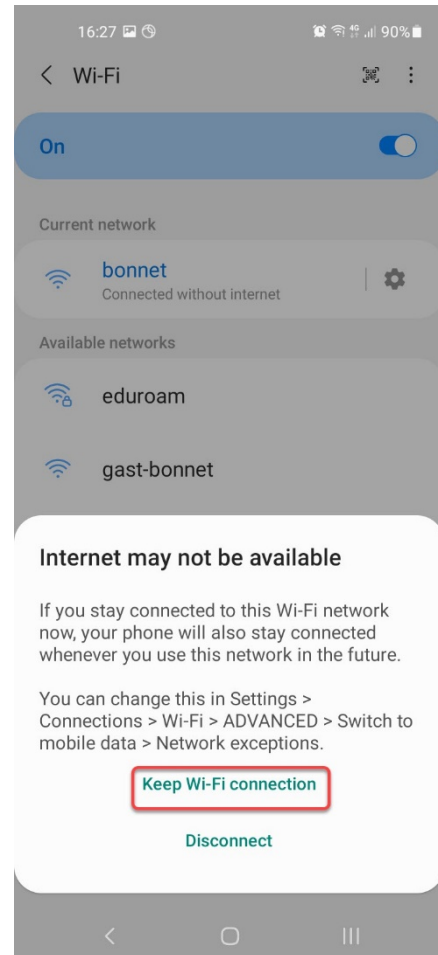 16:27 4G 90%
Wi-Fi
On
Current network
bonnet
Connected without internet
Available networks
eduroam
gast-bonnet
Internet may not be available
If you stay connected to this Wi-Fi network
now, your phone will also stay connected
whenever you use this network in the future.
You can change this in Settings >
Connections > Wi-Fi > ADVANCED > Switch to
mobile data > Network exceptions.
Keep Wi-Fi connection
Disconnect